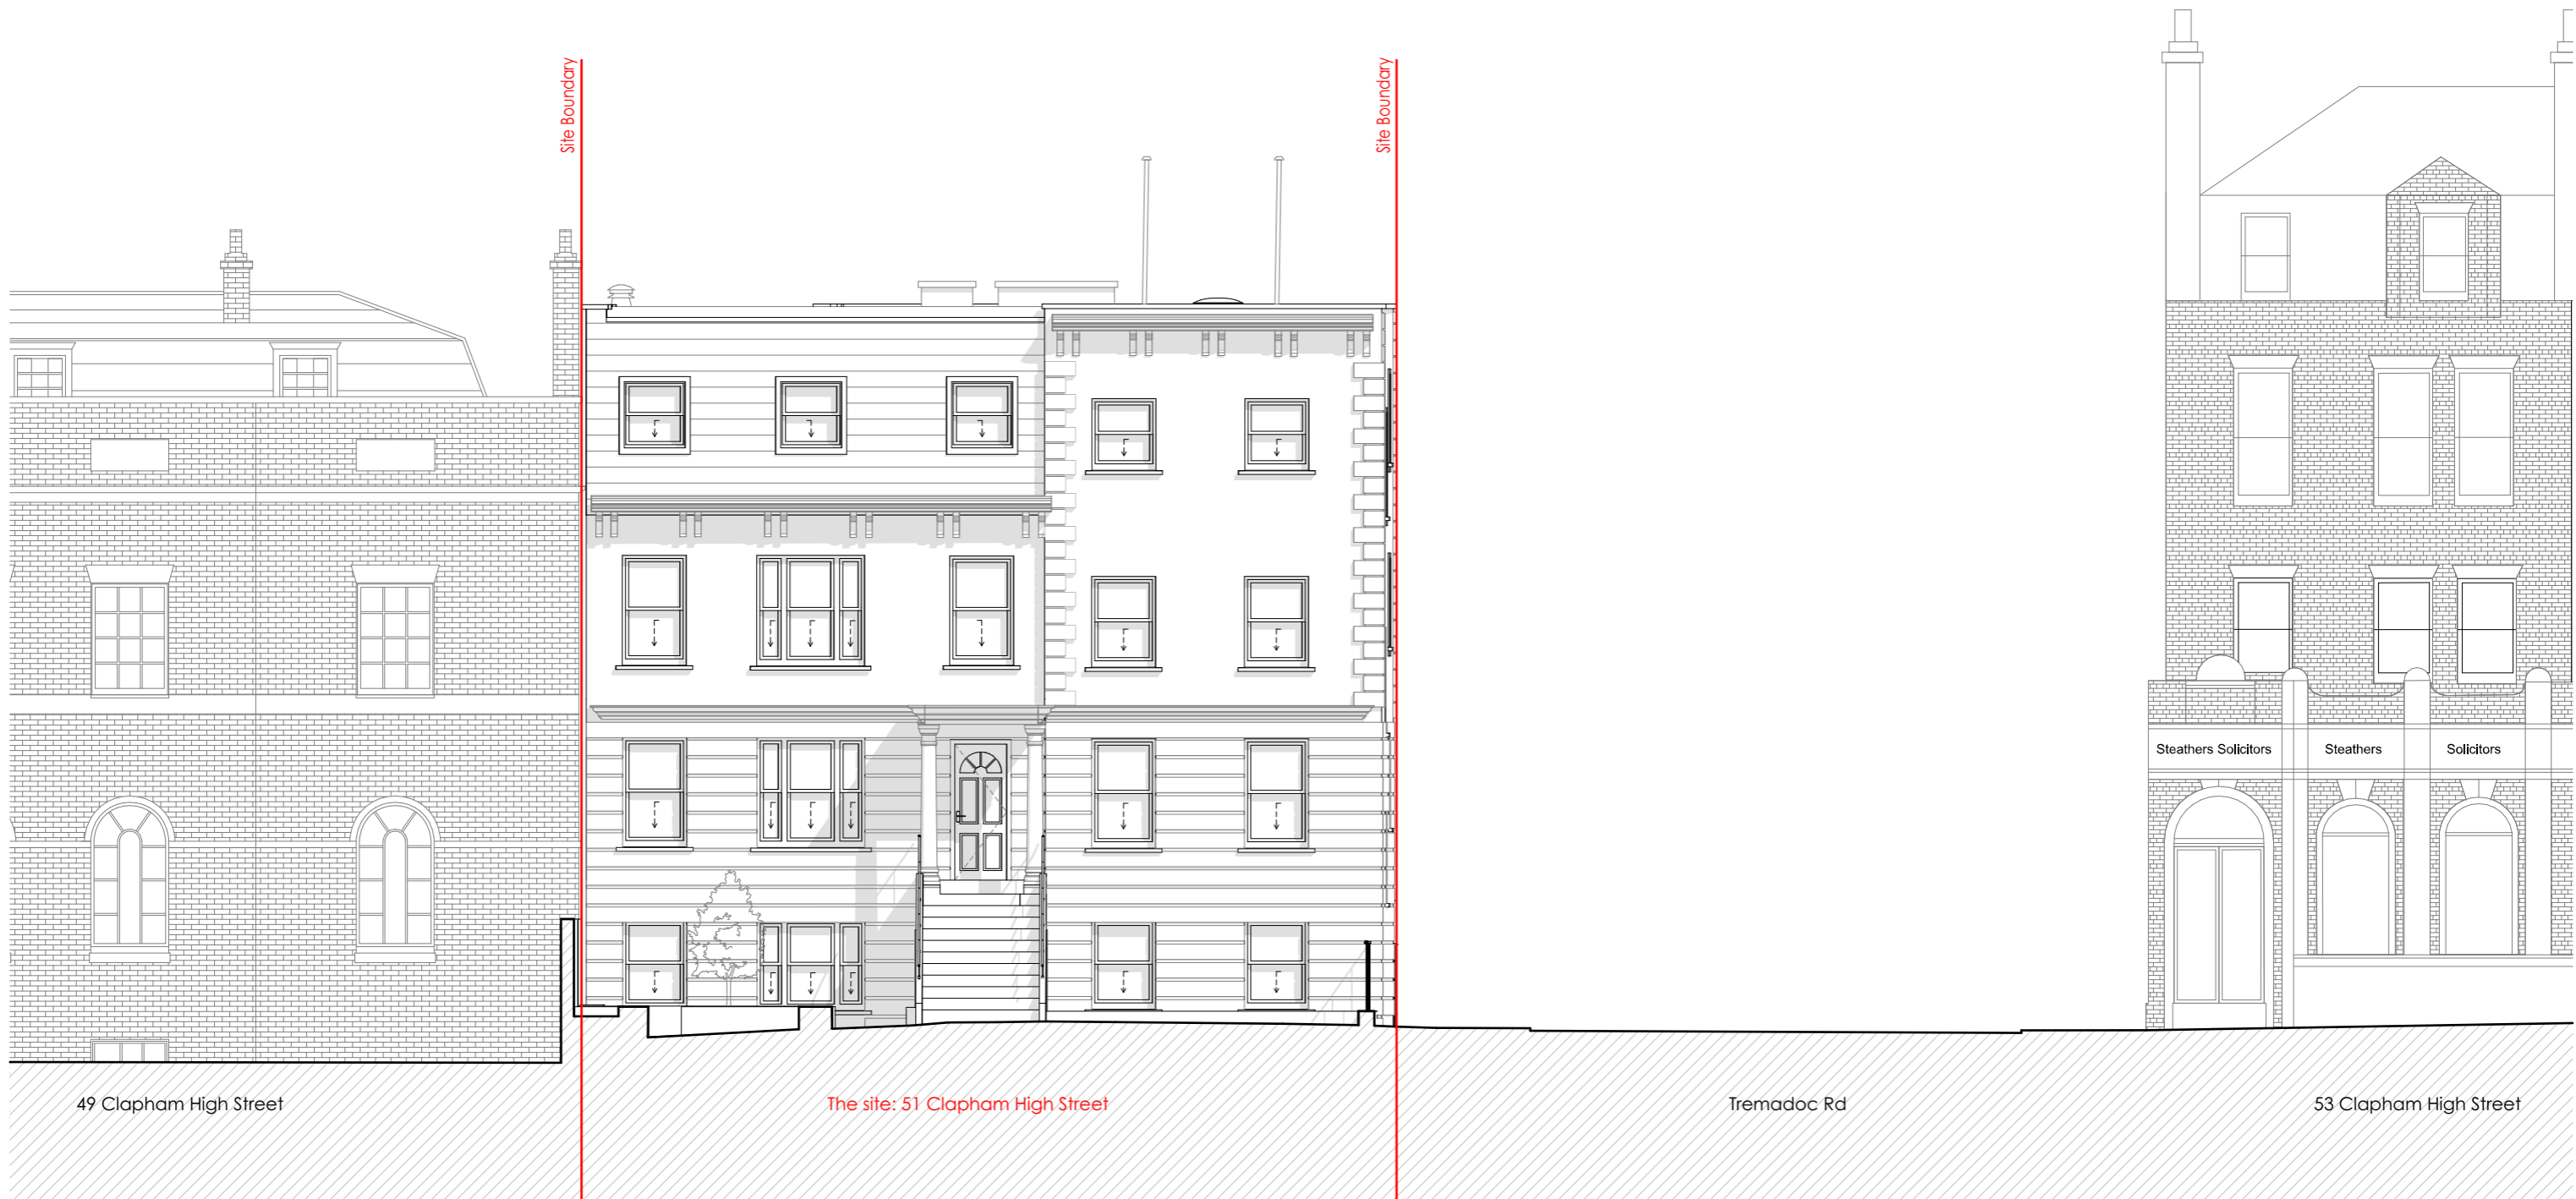 Site Boundary
Site Boundary
Steathers Solicitors
Steathers
Solicitors
49 Clapham High Street
The site: 51 Clapham High Street
Tremadoc Rd
53 Clapham High Street